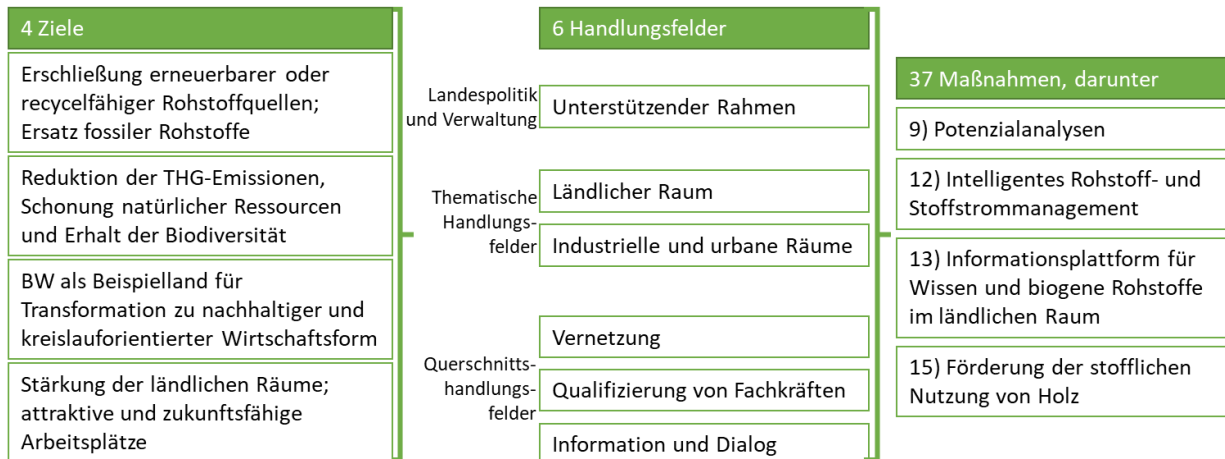 4 Ziele
Erschließung erneuerbarer oder
recycelfähiger Rohstoffquellen;
Ersatz fossiler Rohstoffe
Reduktion der THG-Emissionen,
Schonung natürlicher Ressourcen
und Erhalt der Biodiversität
BW als Beispielland für
Transformation zu nachhaltiger und
kreislauforientierter Wirtschaftsform
Stärkung der ländlichen Räume;
attraktive und zukunftsfähige
Arbeitsplätze
6 Handlungsfelder
Landespolitik
und Verwaltung
Unterstützender Rahmen
Thematische
Handlungs-
felder
Ländlicher Raum
Industrielle und urbane Räume
Querschnitts-
handlungs-
felder
Vernetzung
Qualifizierung von Fachkräften
Information und Dialog
37 Maßnahmen, darunter
9) Potenzialanalysen
12) Intelligentes Rohstoff- und
Stoffstrommanagement
13) Informationsplattform für
Wissen und biogene Rohstoffe
im ländlichen Raum
15) Förderung der stofflichen
Nutzung von Holz